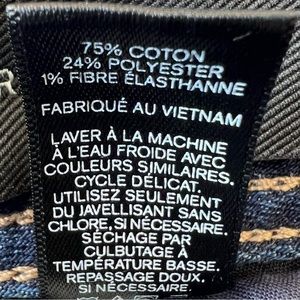 75% COTON
24% POLYESTER
1% FIBRE ÉLASTHANNE
FABRIQUÉ AU VIETNAM
LAVER À LA MACHINE
À L'EAU FROIDE AVEC
COULEURS SIMILAIRES.
CYCLE DÉLICAT.
UTILISEZ SEULEMENT
DU JAVELLISANT SANS
CHLORE, SI NÉCESSAIRE.
SÉCHAGE PAR
CULBUTAGE À
TEMPÉRATURE BASSE.
REPASSAGE DOUX,
SI NÉCESSAIRE.